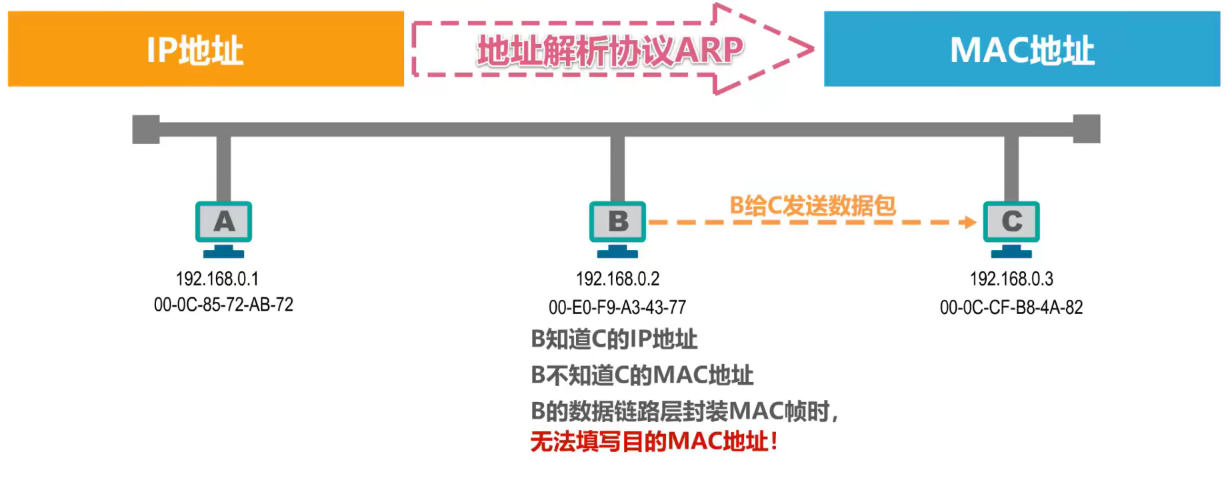 IP地址
地址解析协议ARP
MAC地址
B给C发送数据包
A
B
C
192.168.0.1
00-0C-85-72-AB-72
192.168.0.2
00-E0-F9-A3-43-77
192.168.0.3
00-0C-CF-B8-4A-82
B知道C的IP地址
B不知道C的MAC地址
B的数据链路层封装MAC帧时，
无法填写目的MAC地址！